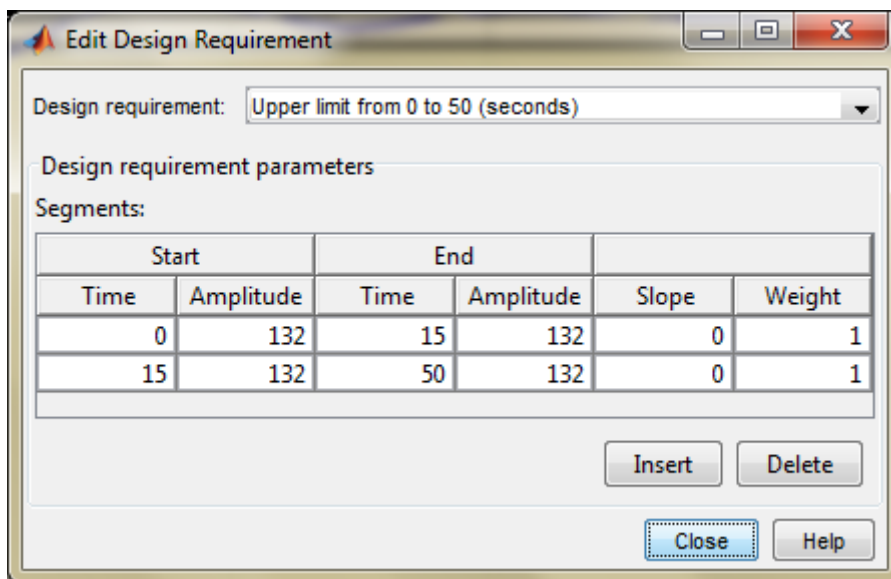 Edit Design Requirement
Design requirement: Upper limit from 0 to 50 (seconds)
Design requirement parameters
Segments:
Start End
Time Amplitude Time Amplitude Slope Weight
0 132 15 132 0 1
15 132 50 132 0 1
Insert Delete
Close Help